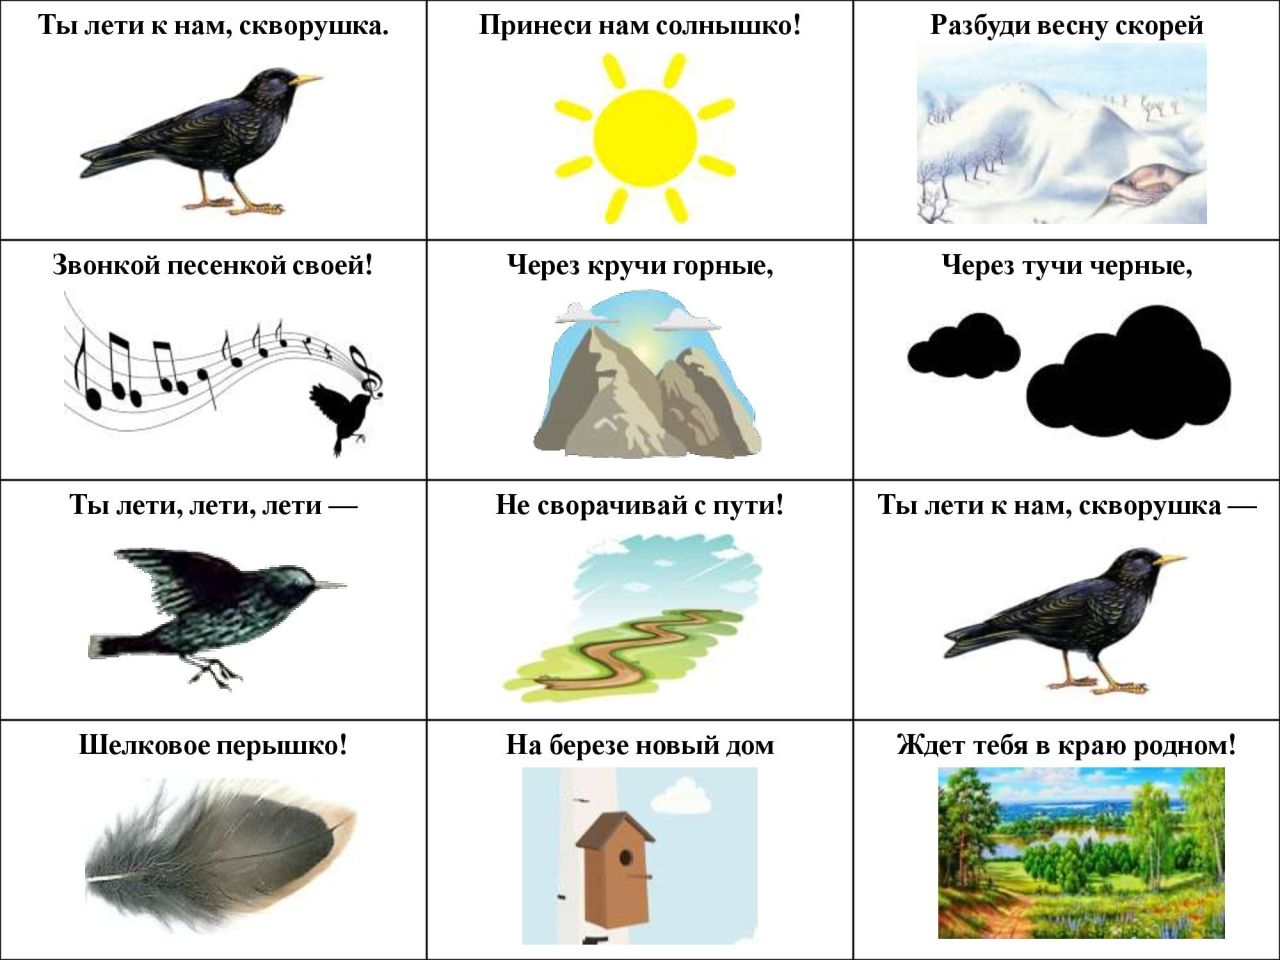 Ты лети к нам, скворушка.
Принеси нам солнышко!
Разбуди весну скорей
Звонкой песенкой своей!
Через кручи горные,
Через тучи черные,
Ты лети, лети, лети —
Не сворачивай с пути!
Ты лети к нам, скворушка —
Шелковое перышко!
На березе новый дом
Ждет тебя в краю родном!